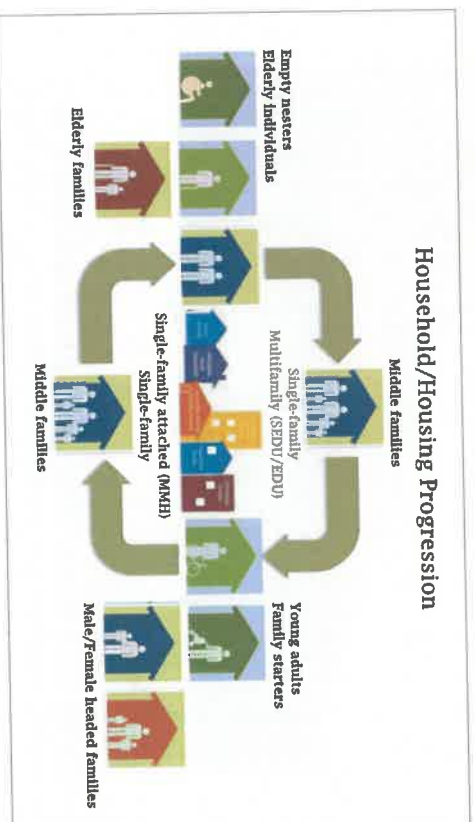 Household/Housing Progression
Middle families
Empty nesters
Elderly individuals
Single-family
Multifamily (SEDU/EDU)
Young adults
Family starters
Elderly families
Single-family attached (MMH)
Single-family
Male/Female headed families
Middle families